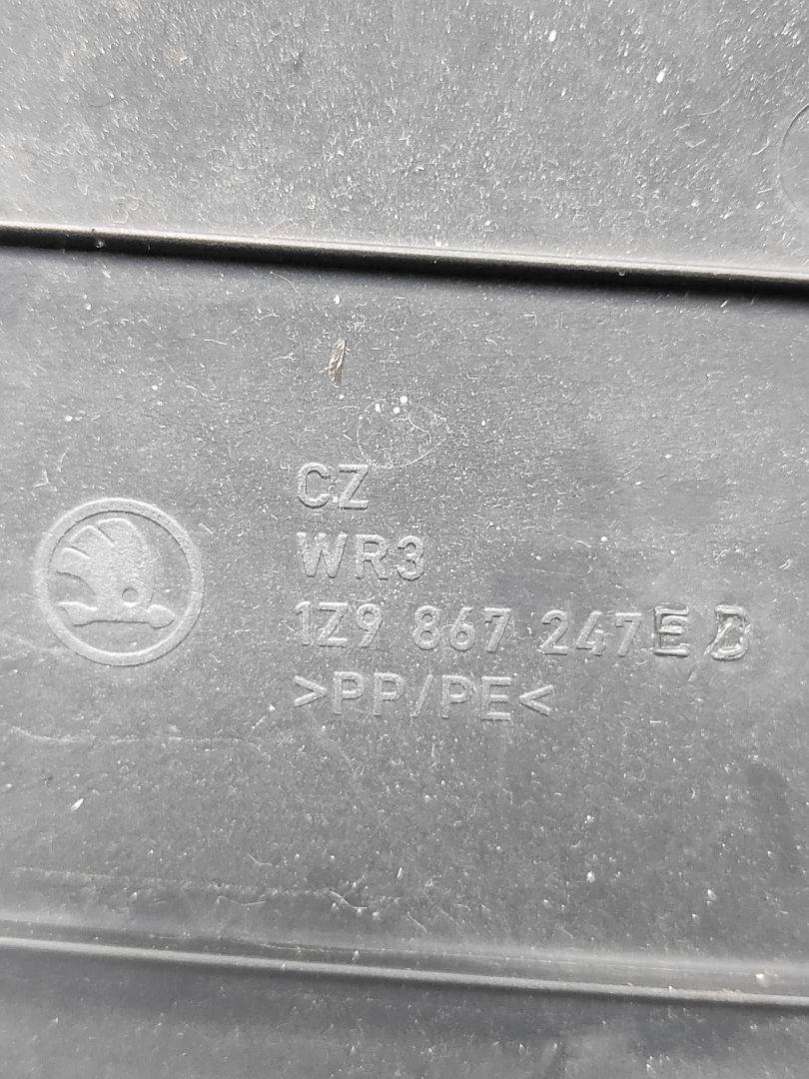 CZ
WR3
1Z9 867 247 E
>PP/PE<